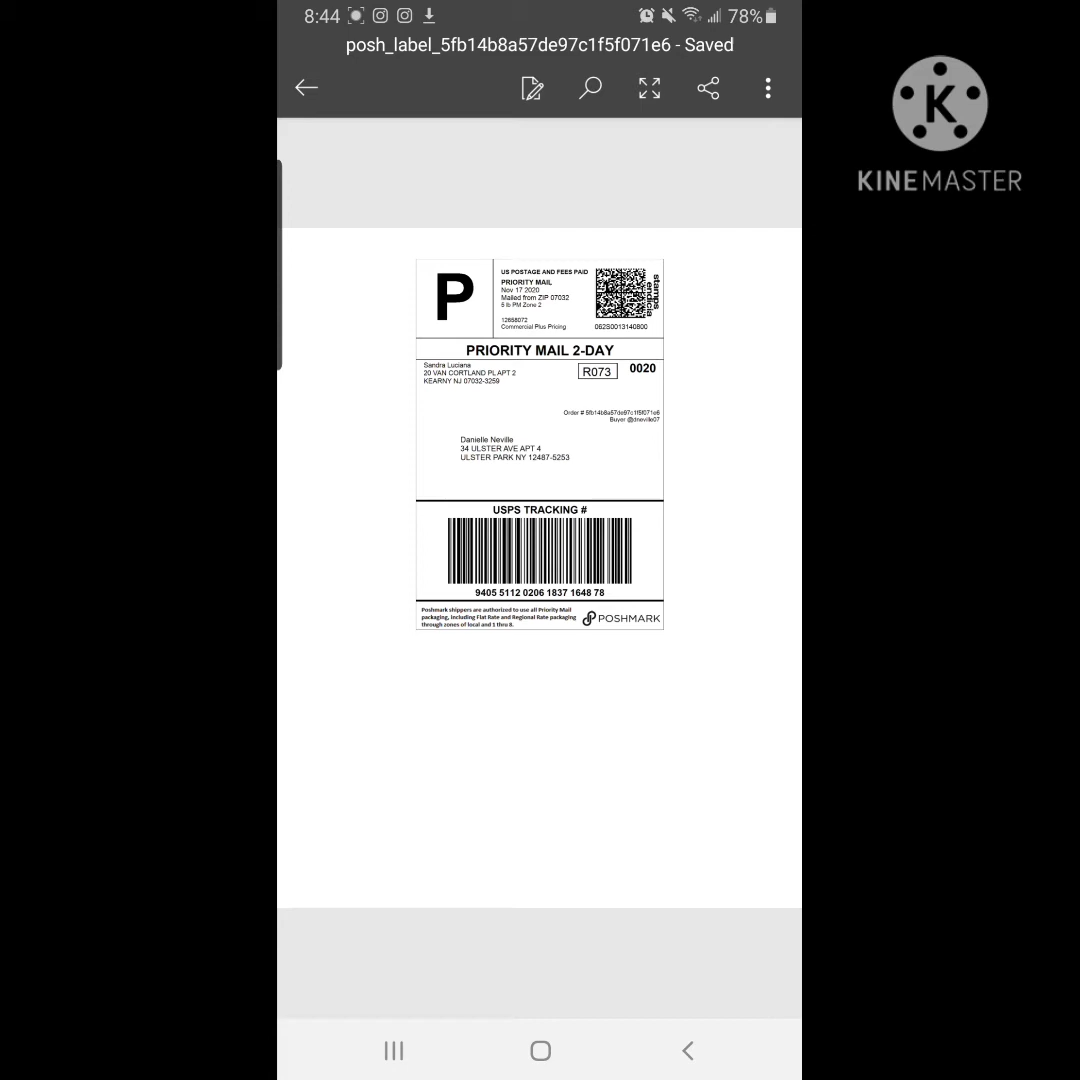 8:44
78%
posh_label_5fb14b8a57de97c1f5f071e6 - Saved
K
KINEMASTER
P
US POSTAGE AND FEES PAID
PRIORITY MAIL
Nov 17 2020
Mailed from ZIP 07032
5 lb PM Zone 2
12658072
Commercial Plus Pricing
stamps
endicia
062S0013140800
PRIORITY MAIL 2-DAY
Sandra Luciana
20 VAN CORTLAND PL APT 2
KEARNY NJ 07032-3259
R073
0020
Order # 5fb14b8a57de97c1f5f071e6
Buyer @dneville07
Danielle Neville
34 ULSTER AVE APT 4
ULSTER PARK NY 12487-5253
USPS TRACKING #
9405 5112 0206 1837 1648 78
Poshmark shippers are authorized to use all Priority Mail
packaging, including Flat Rate and Regional Rate packaging
through zones of local and 1 thru 8.
POSHMARK